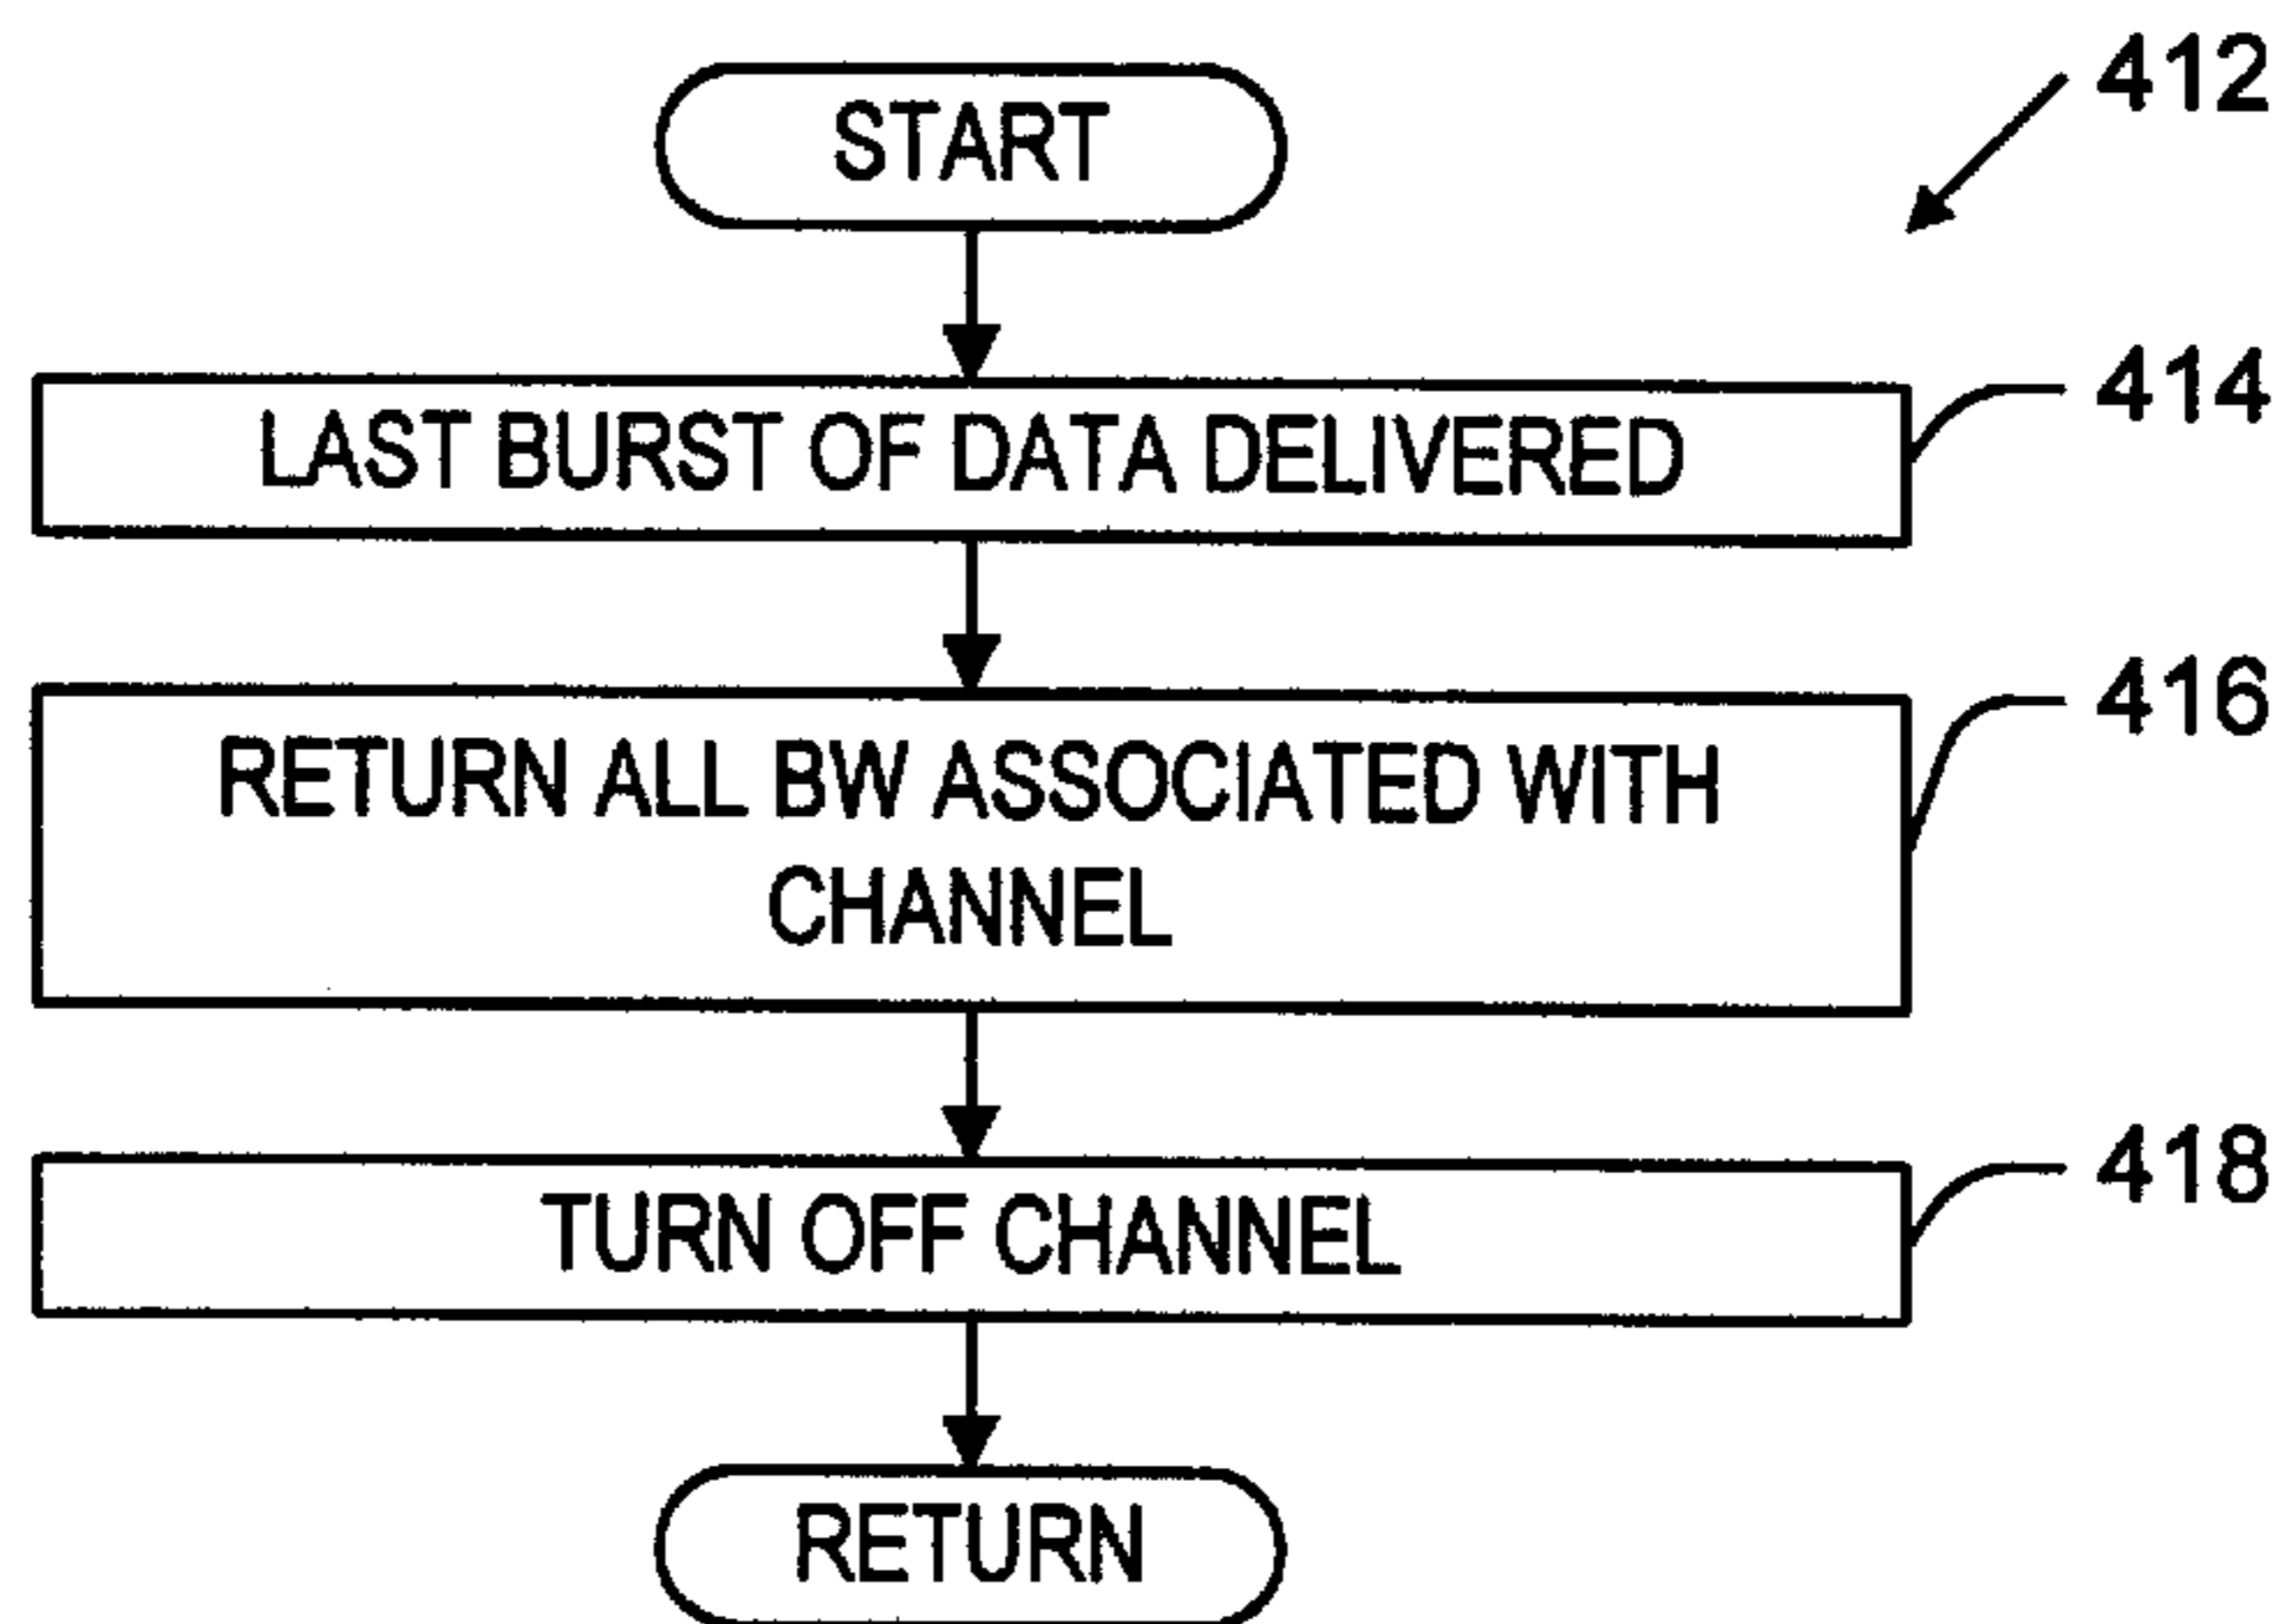 START
412
LAST BURST OF DATA DELIVERED
414
RETURN ALL BW ASSOCIATED WITH
CHANNEL
416
TURN OFF CHANNEL
418
RETURN